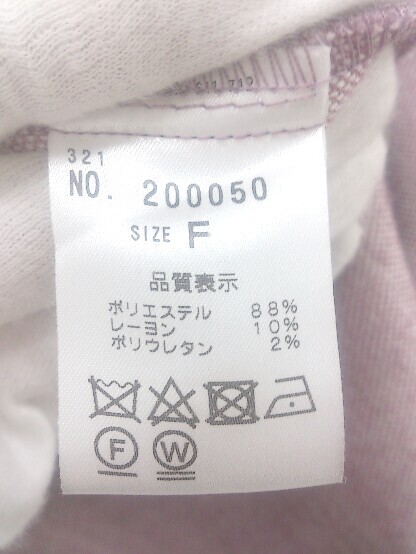 321
NO. 200050
SIZE F
品質表示
ポリエステル 88%
レーヨン 10%
ポリウレタン 2%
F W